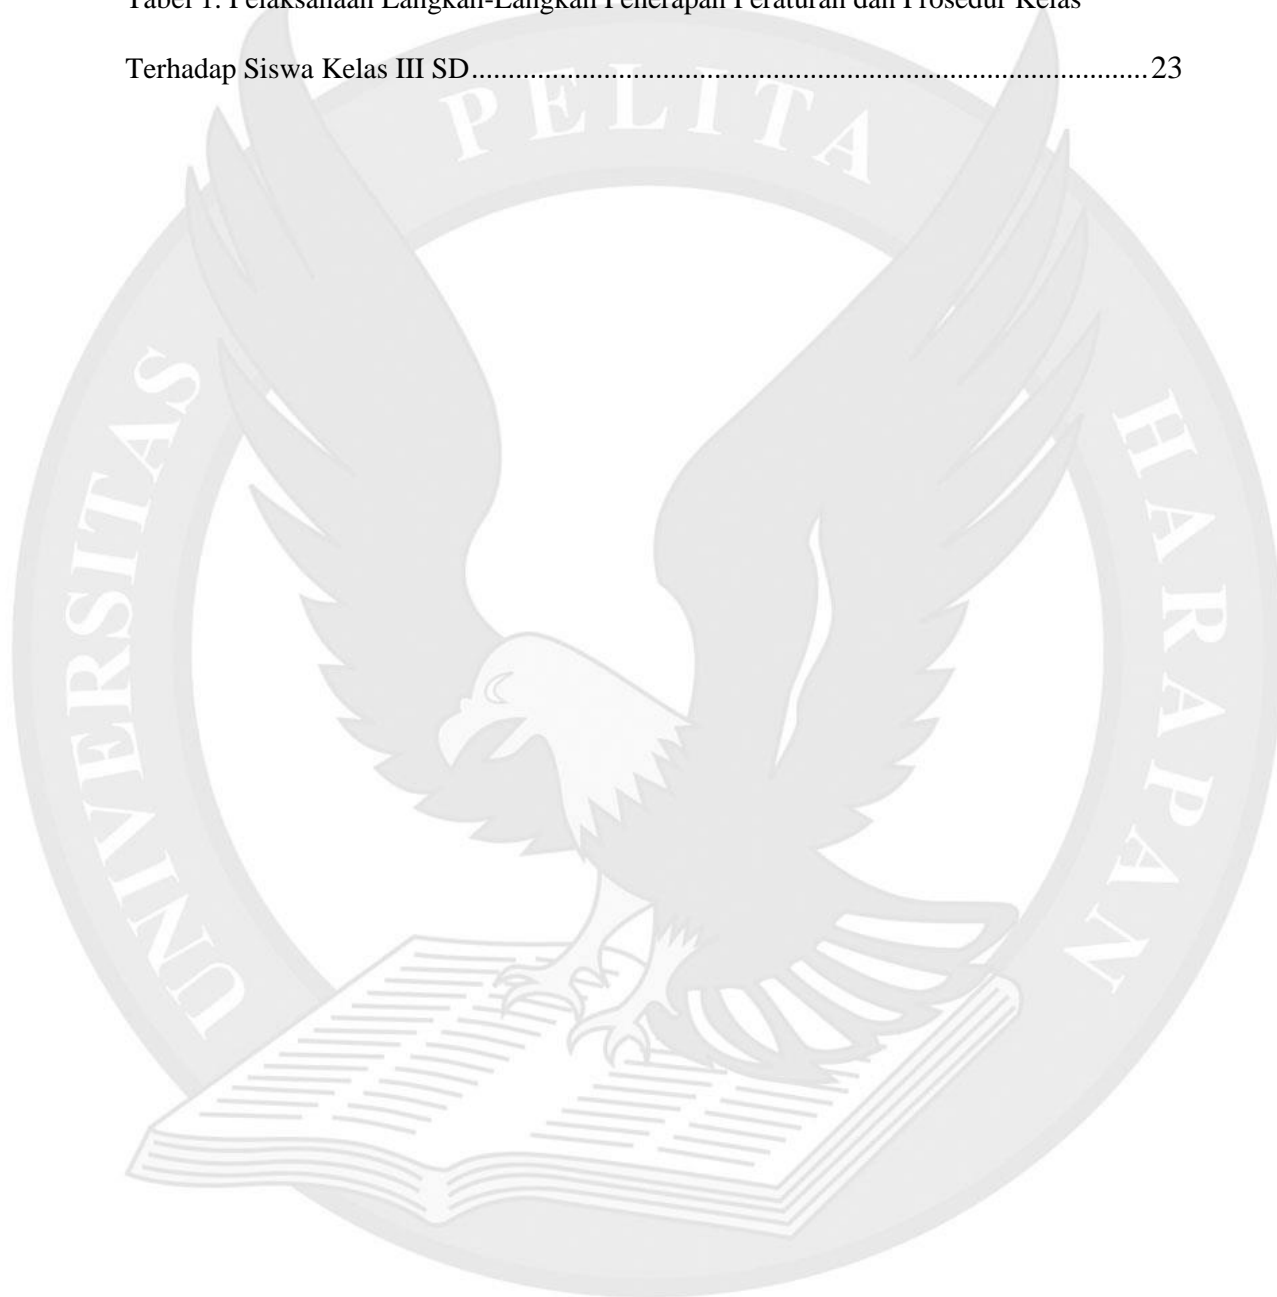 Tabel 1. Pelaksanaan Langkah-Langkah Penerapan Peraturan dan Prosedur Kelas
Terhadap Siswa Kelas III SD............................................................................................23
UNIVERSITAS PELITA HARAPAN